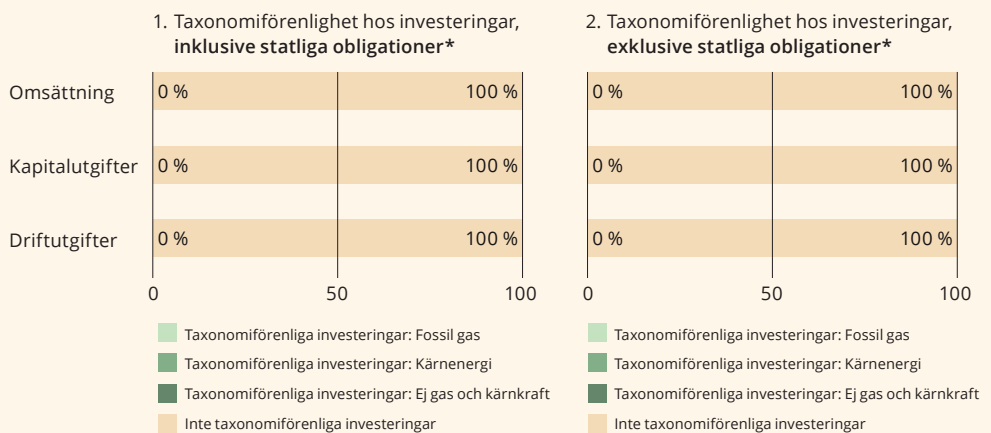 1. Taxonomiförenlighet hos investeringar,
inklusive statliga obligationer*
Omsättning
0 %
100 %
Kapitalutgifter
0 %
100 %
Driftutgifter
0 %
100 %
0
50
100
Taxonomiförenliga investeringar: Fossil gas
Taxonomiförenliga investeringar: Kärnenergi
Taxonomiförenliga investeringar: Ej gas och kärnkraft
Inte taxonomiförenliga investeringar
2. Taxonomiförenlighet hos investeringar,
exklusive statliga obligationer*
0 %
100 %
0 %
100 %
0 %
100 %
0
50
100
Taxonomiförenliga investeringar: Fossil gas
Taxonomiförenliga investeringar: Kärnenergi
Taxonomiförenliga investeringar: Ej gas och kärnkraft
Inte taxonomiförenliga investeringar